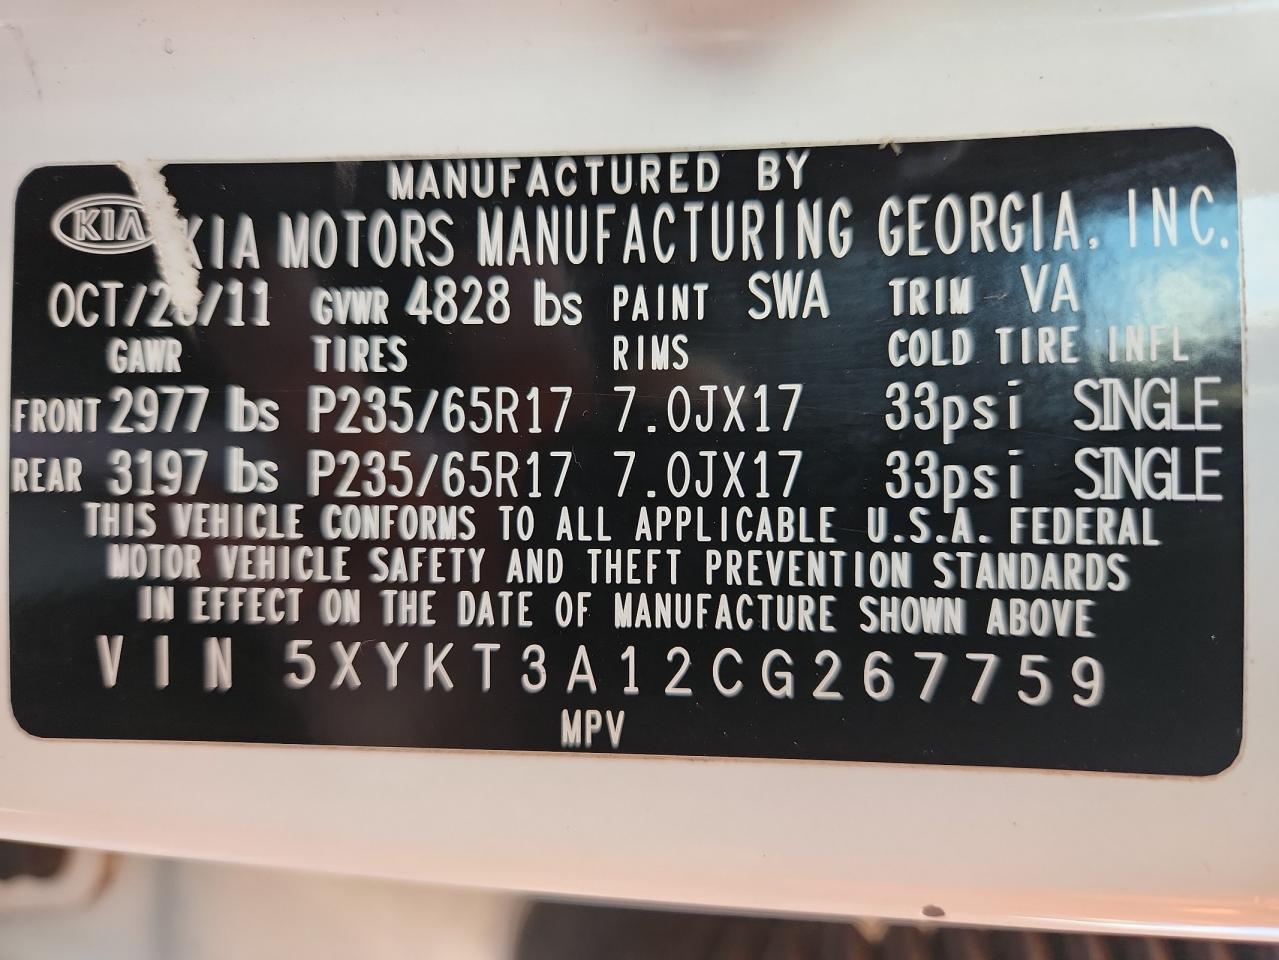 MANUFACTURED BY
KIA KIA MOTORS MANUFACTURING GEORGIA, INC.
GVWR 4828 lbs PAINT SWA TRIM VA
GAWR TIRES RIMS COLD TIRE INFL
FRONT 2977 lbs P235/65R17 7.0JX17 33psi SINGLE
REAR 3197 lbs P235/65R17 7.0JX17 33psi SINGLE
THIS VEHICLE CONFORMS TO ALL APPLICABLE U.S.A. FEDERAL
MOTOR VEHICLE SAFETY AND THEFT PREVENTION STANDARDS
IN EFFECT ON THE DATE OF MANUFACTURE SHOWN ABOVE
VIN 5XYKT3A12CG267759
MPV